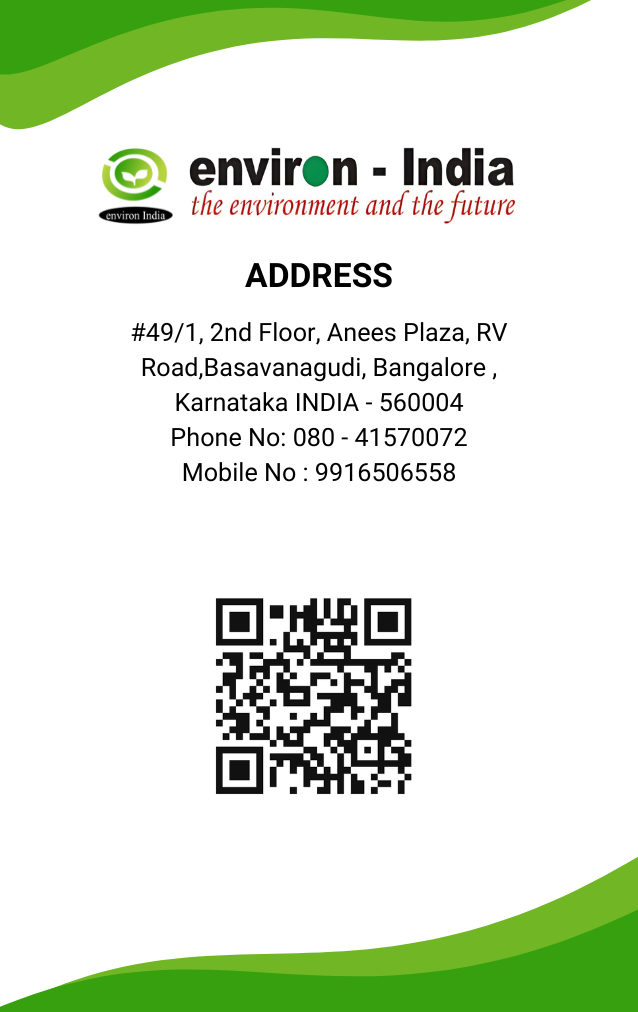 environ - India
the environment and the future
environ India
ADDRESS
#49/1, 2nd Floor, Anees Plaza, RV
Road,Basavanagudi, Bangalore ,
Karnataka INDIA - 560004
Phone No: 080 - 41570072
Mobile No : 9916506558